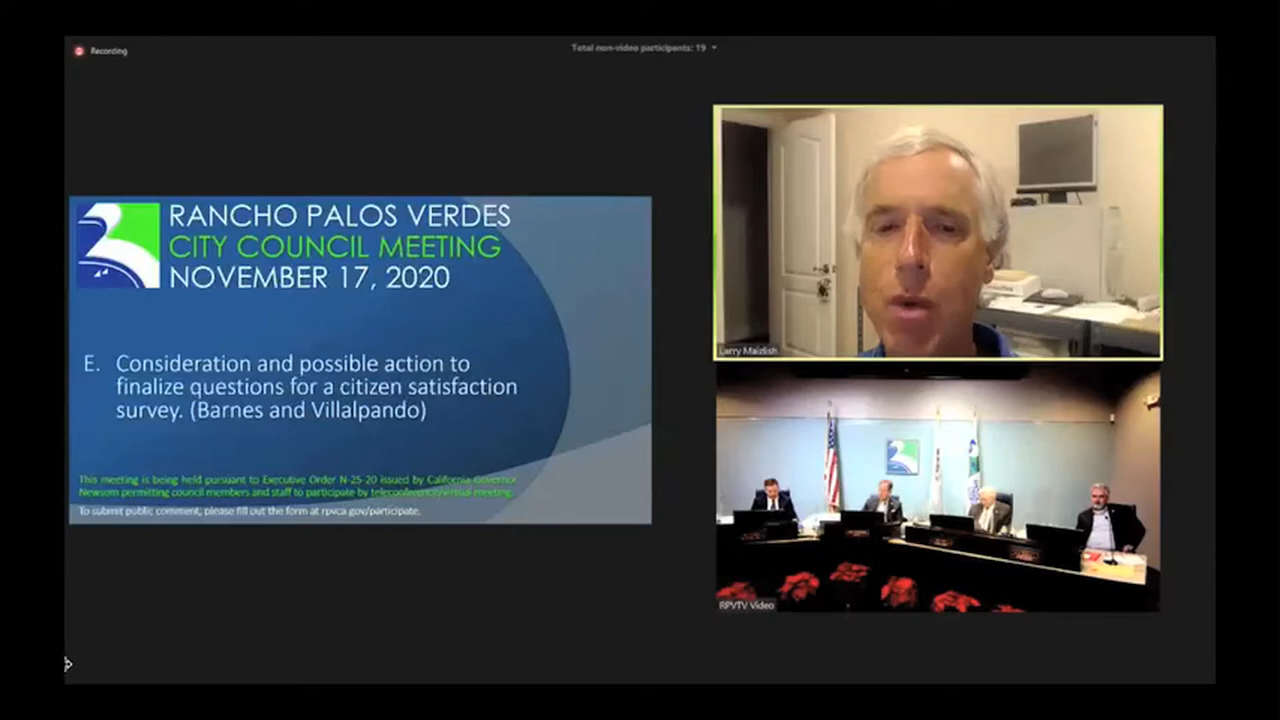 Recording
Total non-video participants: 19
RANCHO PALOS VERDES
CITY COUNCIL MEETING
NOVEMBER 17, 2020
E. Consideration and possible action to
finalize questions for a citizen satisfaction
survey. (Barnes and Villalpando)
This meeting is being held pursuant to Executive Order N-25-20 issued by California Governor
Newsom permitting council members and staff to participate by teleconference/virtual meeting.
To submit public comment, please fill out the form at rpvca.gov/participate.
Larry Maizlish
RPVTV Video